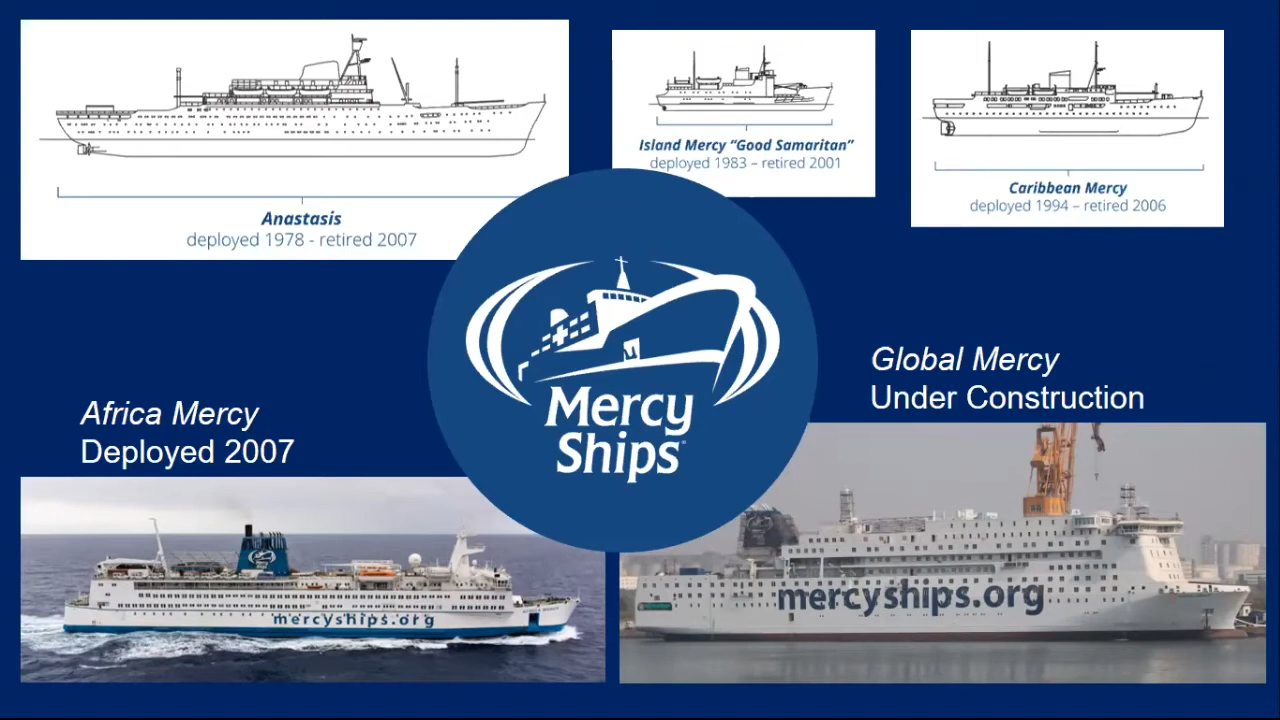 Anastasis
deployed 1978 - retired 2007
Island Mercy “Good Samaritan”
deployed 1983 – retired 2001
Caribbean Mercy
deployed 1994 – retired 2006
Mercy
Ships
Africa Mercy
Deployed 2007
Global Mercy
Under Construction
mercyships.org
mercyships.org